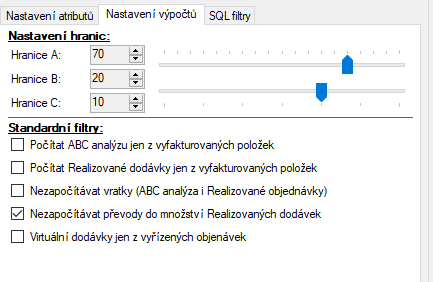 Nastavení atributů Nastavení výpočtů SQL filtry
Nastavení hranic:
Hranice A: 70
Hranice B: 20
Hranice C: 10
Standardní filtry:
Počítat ABC analýzu jen z vyfakturovaných položek
Počítat Realizované dodávky jen z vyfakturovaných položek
Nezapočítávat vratky (ABC analýza i Realizované objednávky)
Nezapočítávat převody do množství Realizovaných dodávek
Virtuální dodávky jen z vyřízených objenávek